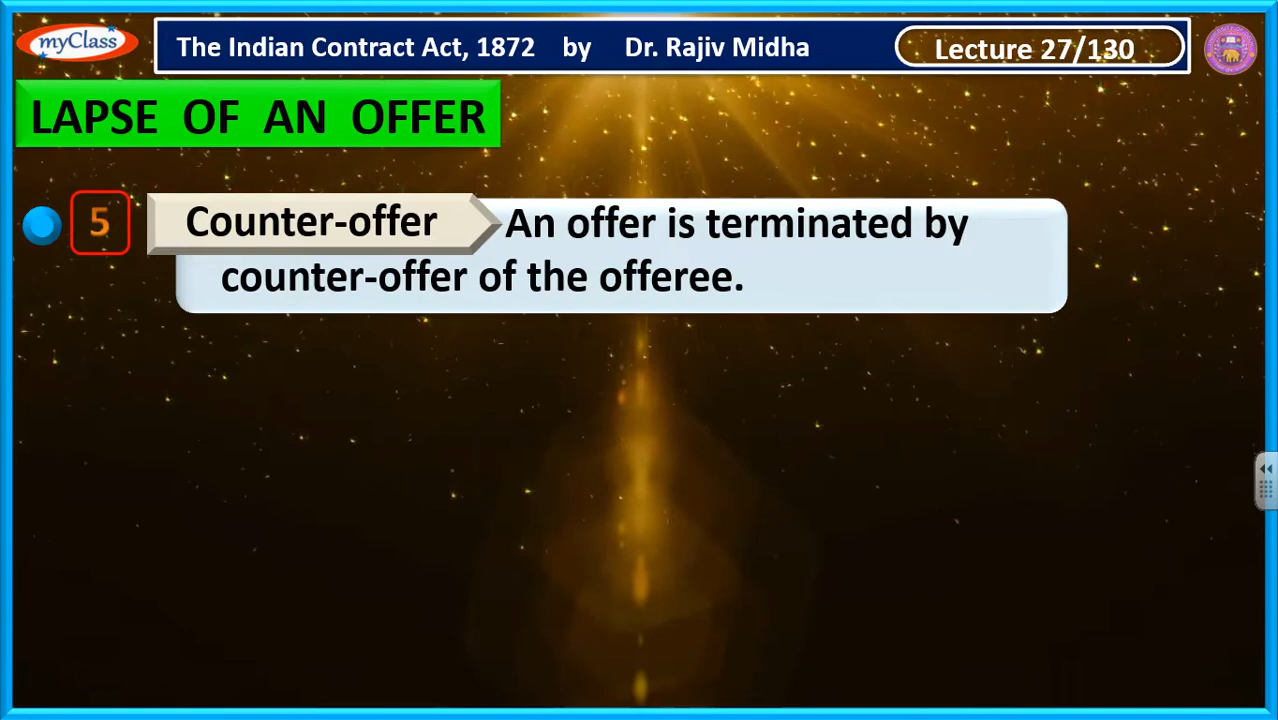 myClass
The Indian Contract Act, 1872 by Dr. Rajiv Midha
Lecture 27/130
LAPSE OF AN OFFER
5
Counter-offer An offer is terminated by
counter-offer of the offeree.